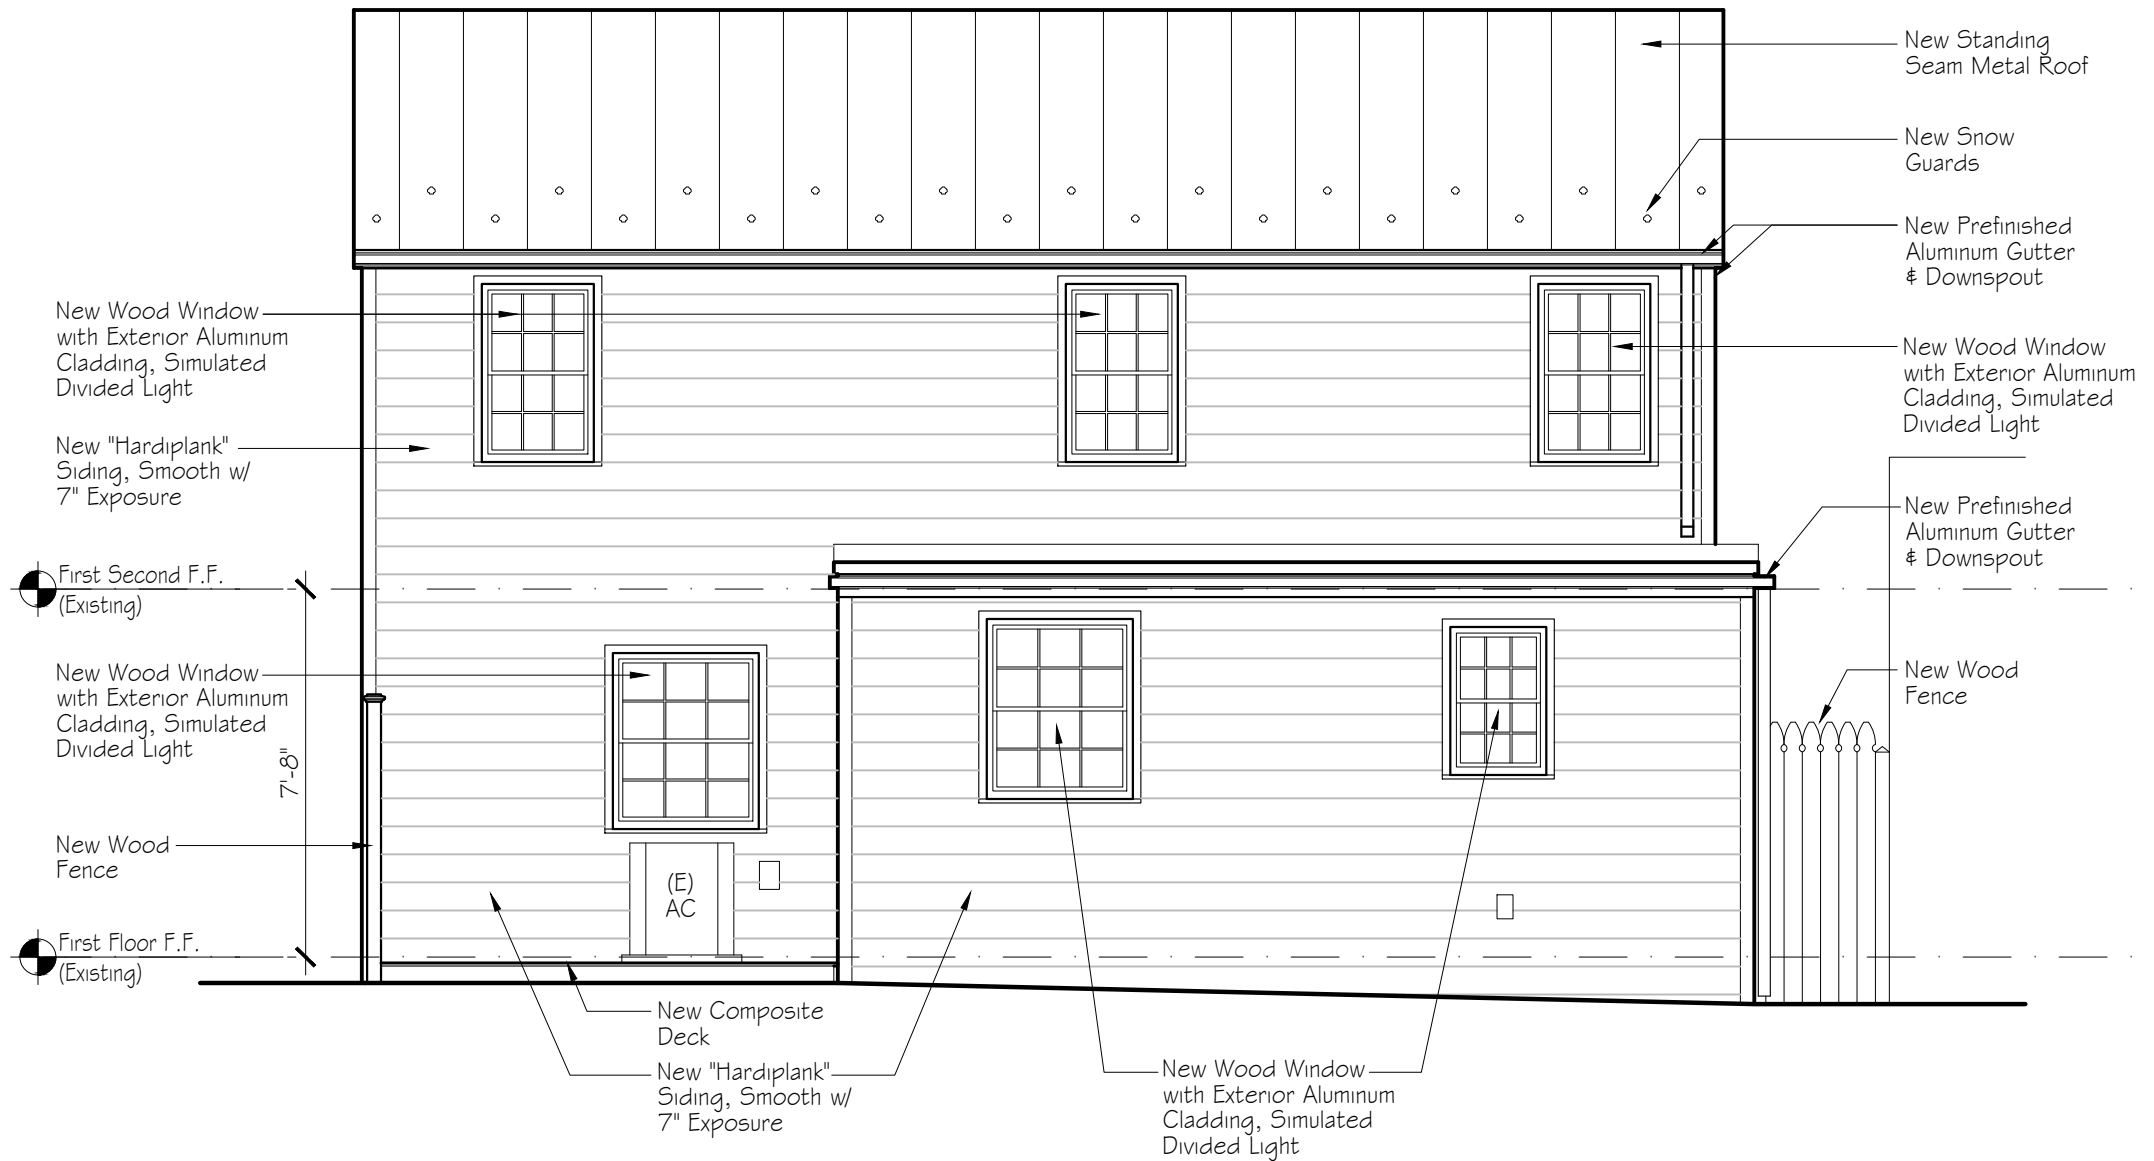 New Standing
Seam Metal Roof
New Snow
Guards
New Prefinished
Aluminum Gutter
& Downspout
New Wood Window
with Exterior Aluminum
Cladding, Simulated
Divided Light
New Wood Window
with Exterior Aluminum
Cladding, Simulated
Divided Light
New "Hardiplank"
Siding, Smooth w/
7" Exposure
New Prefinished
Aluminum Gutter
& Downspout
First Second F.F.
(Existing)
New Wood Window
with Exterior Aluminum
Cladding, Simulated
Divided Light
New Wood
Fence
7'-8"
New Wood
Fence
(E)
AC
First Floor F.F.
(Existing)
New Composite
Deck
New "Hardiplank"
Siding, Smooth w/
7" Exposure
New Wood Window
with Exterior Aluminum
Cladding, Simulated
Divided Light